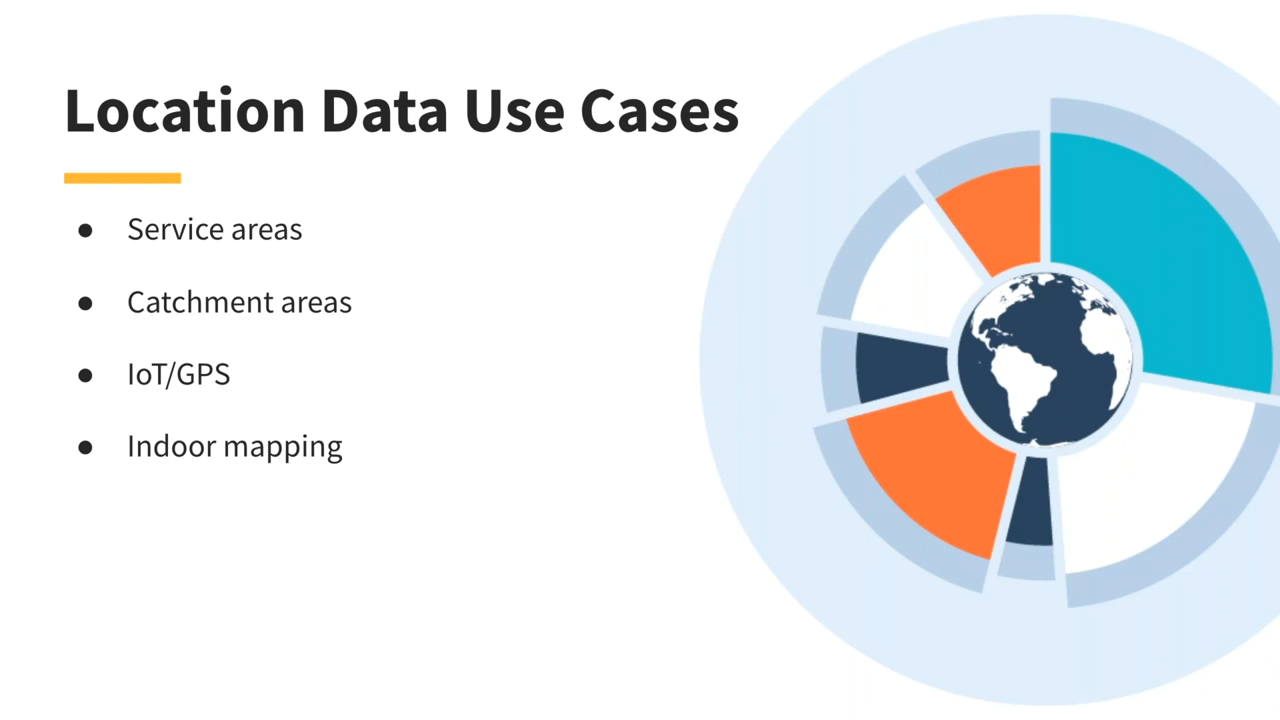 Location Data Use Cases
● Service areas
● Catchment areas
● IoT/GPS
● Indoor mapping